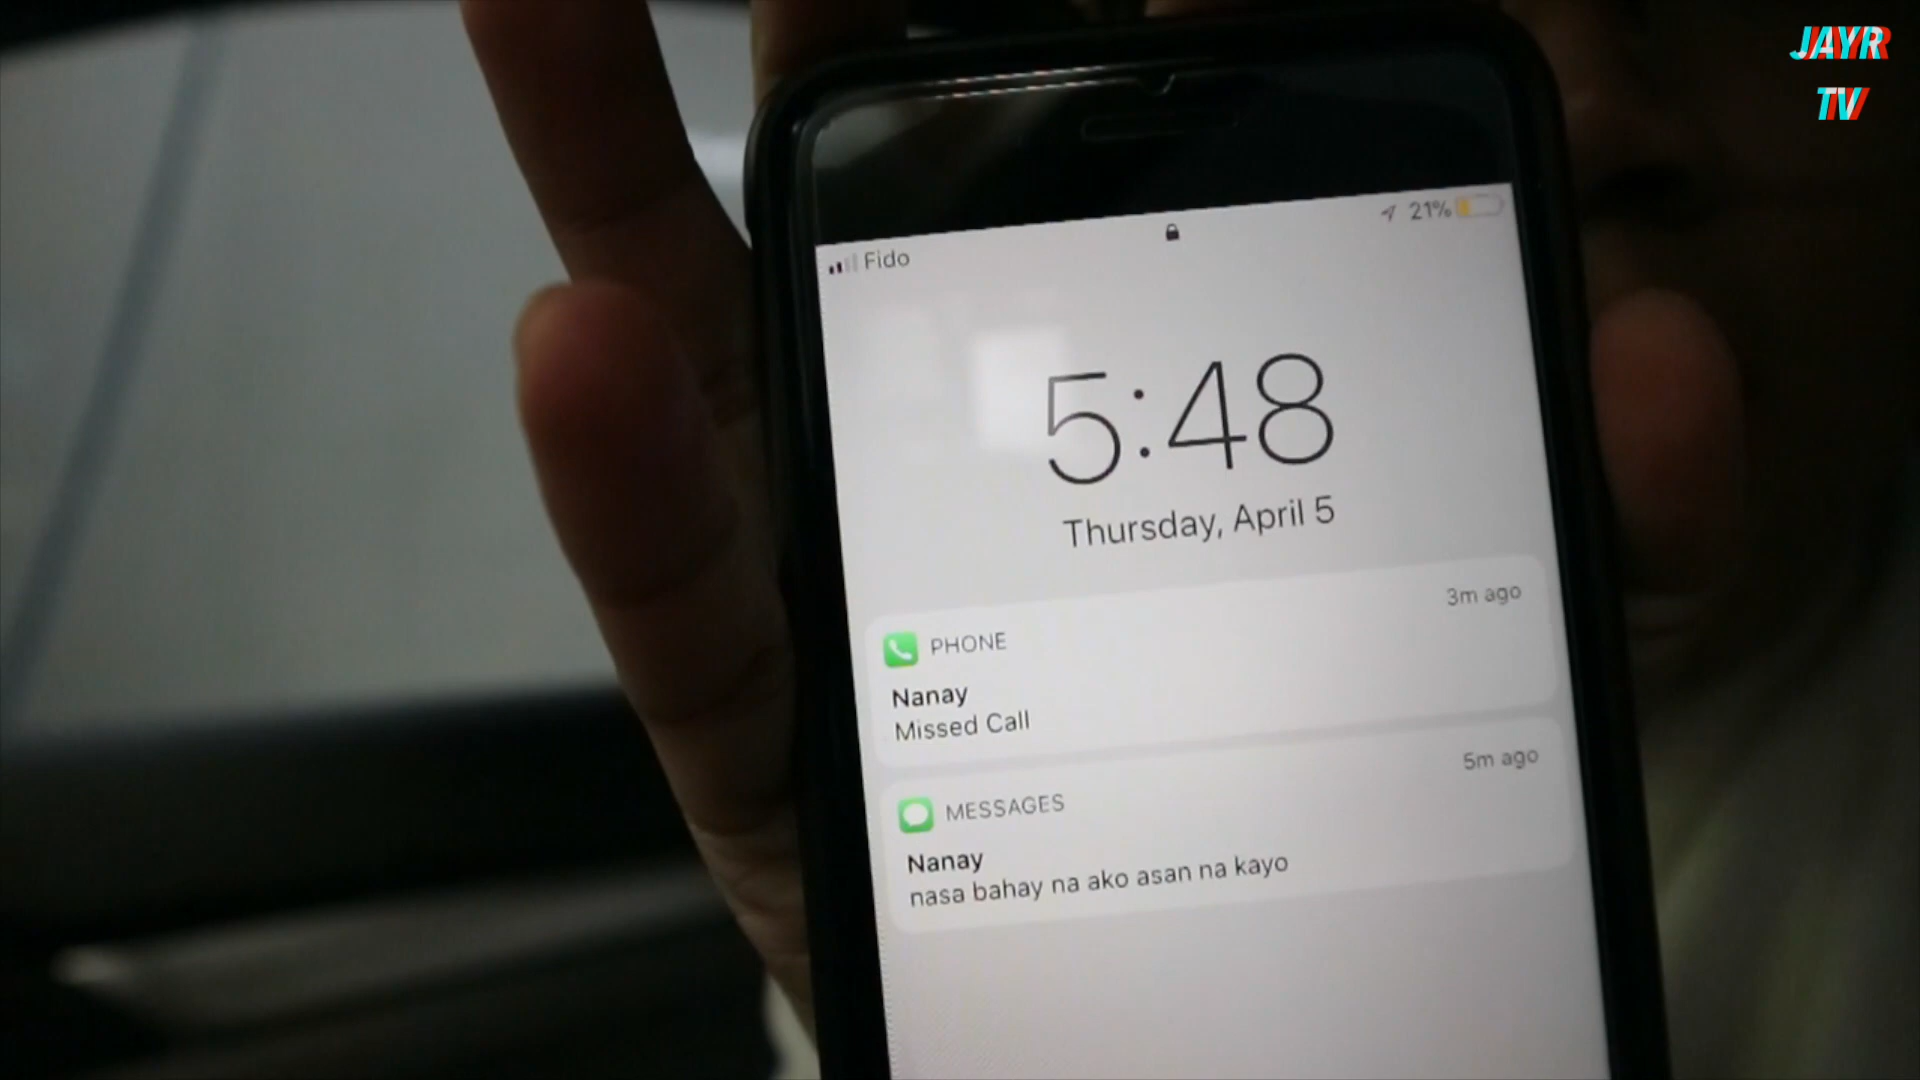 JAYR
TV
Fido
21%
5:48
Thursday, April 5
PHONE
3m ago
Nanay
Missed Call
MESSAGES
5m ago
Nanay
nasa bahay na ako asan na kayo